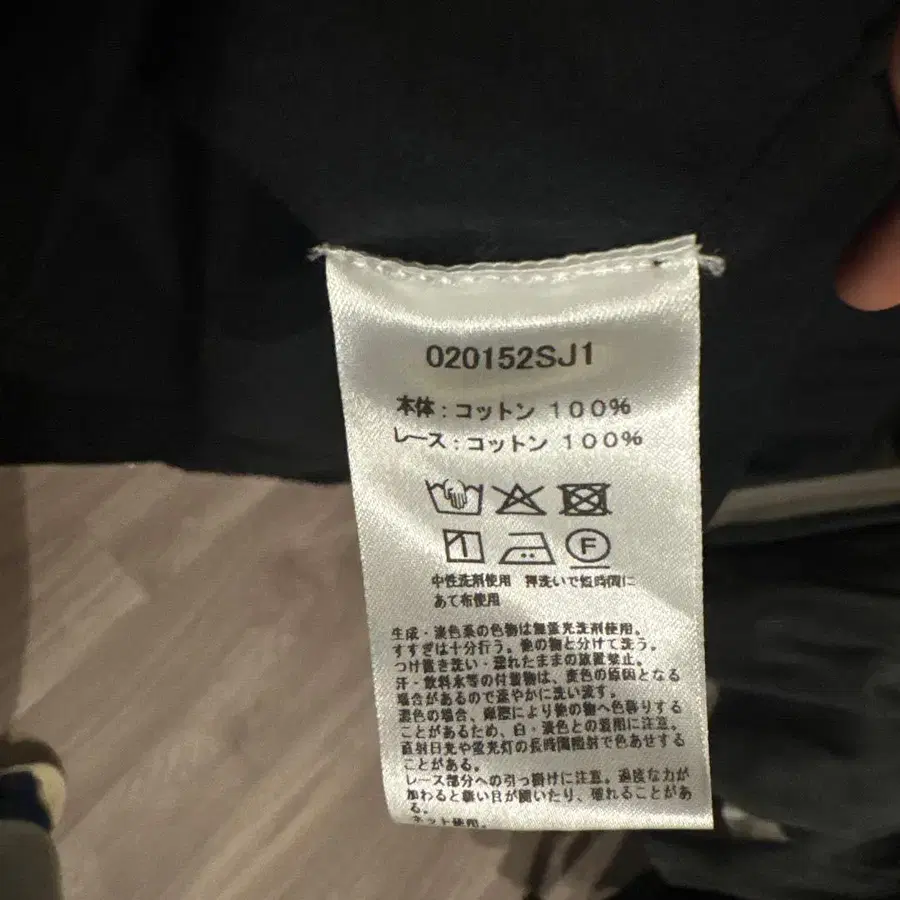 020152SJ1
本体:コットン 100%
レース:コットン 100%
F
中性洗剤使用 押洗いで短時間に
あて布使用
生成・淡色系の色物は無蛍光洗剤使用。
すすぎは十分行う。他の物と分けて洗う。
つけ置き洗い・濡れたままの放置禁止。
汗・飲料水等の付着物は、変色の原因となる
場合があるので速やかに洗い流す。
濃色の場合、摩擦により他の物へ色移りする
ことがあるため、白・淡色との着用に注意。
直射日光や蛍光灯の長時間照射で色あせする
ことがある。
レース部分への引っ掛けに注意。過度な力が
加わると縫い目が開いたり、破れることがあ
る。
ネット使用。